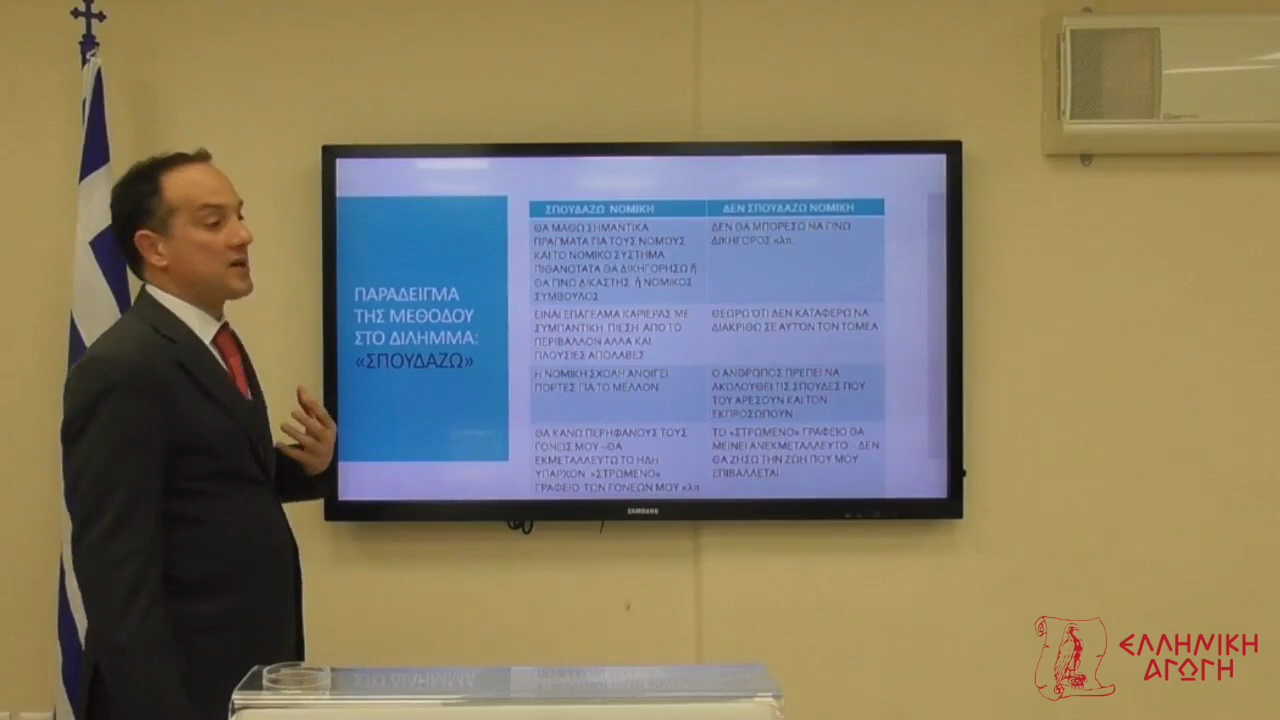 ΠΑΡΑΔΕΙΓΜΑ
ΤΗΣ ΜΕΘΟΔΟΥ
ΣΤΟ ΔΙΛΗΜΜΑ:
«ΣΠΟΥΔΑΖΩ»
ΣΠΟΥΔΑΖΩ ΝΟΜΙΚΗ
ΔΕΝ ΣΠΟΥΔΑΖΩ ΝΟΜΙΚΗ
ΘΑ ΜΑΘΩ ΣΗΜΑΝΤΙΚΑ
ΠΡΑΓΜΑΤΑ ΓΙΑ ΤΟΥΣ ΝΟΜΟΥΣ
ΚΑΙ ΤΟ ΝΟΜΙΚΟ ΣΥΣΤΗΜΑ
ΠΙΘΑΝΟΤΑΤΑ ΘΑ ΔΙΚΗΓΟΡΗΣΩ ή
ΘΑ ΓΙΝΩ ΔΙΚΑΣΤΗΣ ή ΝΟΜΙΚΟΣ
ΣΥΜΒΟΥΛΟΣ
ΔΕΝ ΘΑ ΜΠΟΡΕΣΩ ΝΑ ΓΙΝΩ
ΔΙΚΗΓΟΡΟΣ κλπ.
ΕΙΝΑΙ ΕΠΑΓΓΕΛΜΑ ΚΑΡΙΕΡΑΣ ΜΕ
ΣΥΜΠΑΝΤΙΚΗ ΠΙΕΣΗ ΑΠΟ ΤΟ
ΠΕΡΙΒΑΛΛΟΝ ΑΛΛΑ ΚΑΙ
ΠΛΟΥΣΙΕΣ ΑΠΟΛΑΒΕΣ
ΘΕΩΡΩ ΌΤΙ ΔΕΝ ΚΑΤΑΦΕΡΩ ΝΑ
ΔΙΑΚΡΙΘΩ ΣΕ ΑΥΤΌΝ ΤΟΝ ΤΟΜΕΑ
Η ΝΟΜΙΚΗ ΣΧΟΛΗ ΑΝΟΙΓΕΙ
ΠΟΡΤΕΣ ΓΙΑ ΤΟ ΜΕΛΛΟΝ
Ο ΑΝΘΡΩΠΟΣ ΠΡΕΠΕΙ ΝΑ
ΑΚΟΛΟΥΘΕΙ ΤΙΣ ΣΠΟΥΔΕΣ ΠΟΥ
ΤΟΥ ΑΡΕΣΟΥΝ ΚΑΙ ΤΟΝ
ΕΚΠΡΟΣΩΠΟΥΝ
ΘΑ ΚΑΝΩ ΠΕΡΗΦΑΝΟΥΣ ΤΟΥΣ
ΓΟΝΕΙΣ ΜΟΥ – ΘΑ
ΕΚΜΕΤΑΛΛΕΥΤΩ ΤΟ ΗΔΗ
ΥΠΑΡΧΟΝ «ΣΤΡΩΜΕΝΟ»
ΓΡΑΦΕΙΟ ΤΩΝ ΓΟΝΕΩΝ ΜΟΥ κλπ
ΤΟ «ΣΤΡΩΜΕΝΟ» ΓΡΑΦΕΙΟ ΘΑ
ΜΕΙΝΕΙ ΑΝΕΚΜΕΤΑΛΛΕΥΤΟ – ΔΕΝ
ΘΑ ΖΗΣΩ ΤΗΝ ΖΩΗ ΠΟΥ ΜΟΥ
ΕΠΙΒΑΛΛΕΤΑΙ
SAMSUNG
ΕΛΛΗΝΙΚΗ
ΑΓΩΓΗ